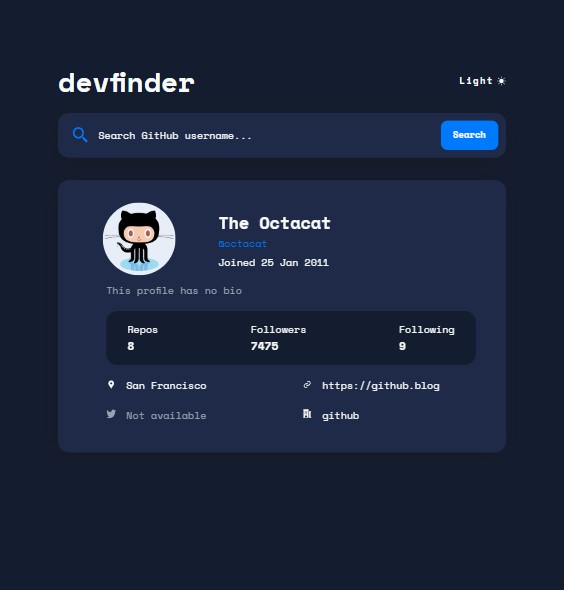 devfinder
Light
Search GitHub username...
Search
The Octacat
@octacat
Joined 25 Jan 2011
This profile has no bio
Repos Followers Following
8 7475 9
San Francisco https://github.blog
Not available github